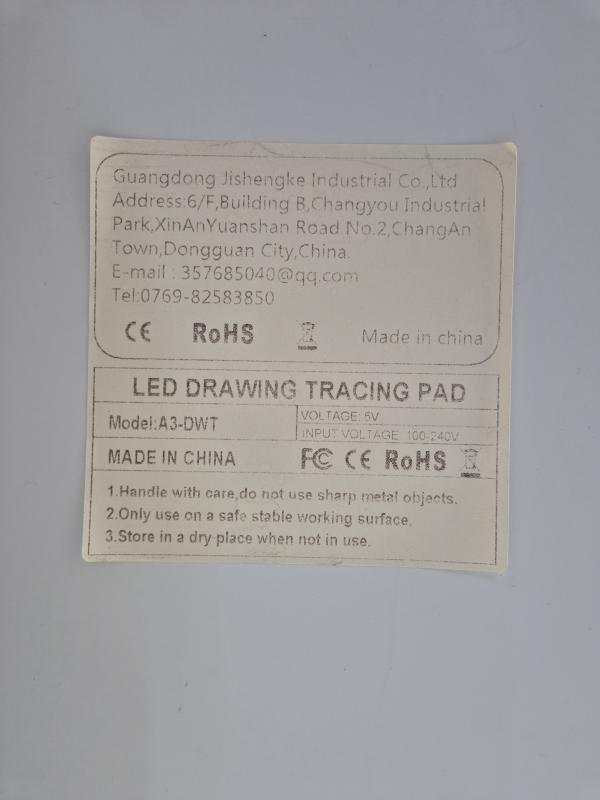 Guangdong Jishengke Industrial Co.,Ltd
Address:6/F,Building B,Changyou Industrial
Park,XinAnYuanshan Road No.2,ChangAn
Town,Dongguan City,China.
E-mail : 357685040@qq.com
Tel:0769-82583850
CE RoHS Made in china
LED DRAWING TRACING PAD
Model:A3-DWT
VOLTAGE: 5V
INPUT VOLTAGE: 100-240V
MADE IN CHINA FC CE RoHS
1.Handle with care,do not use sharp metal objects.
2.Only use on a safe stable working surface.
3.Store in a dry place when not in use.